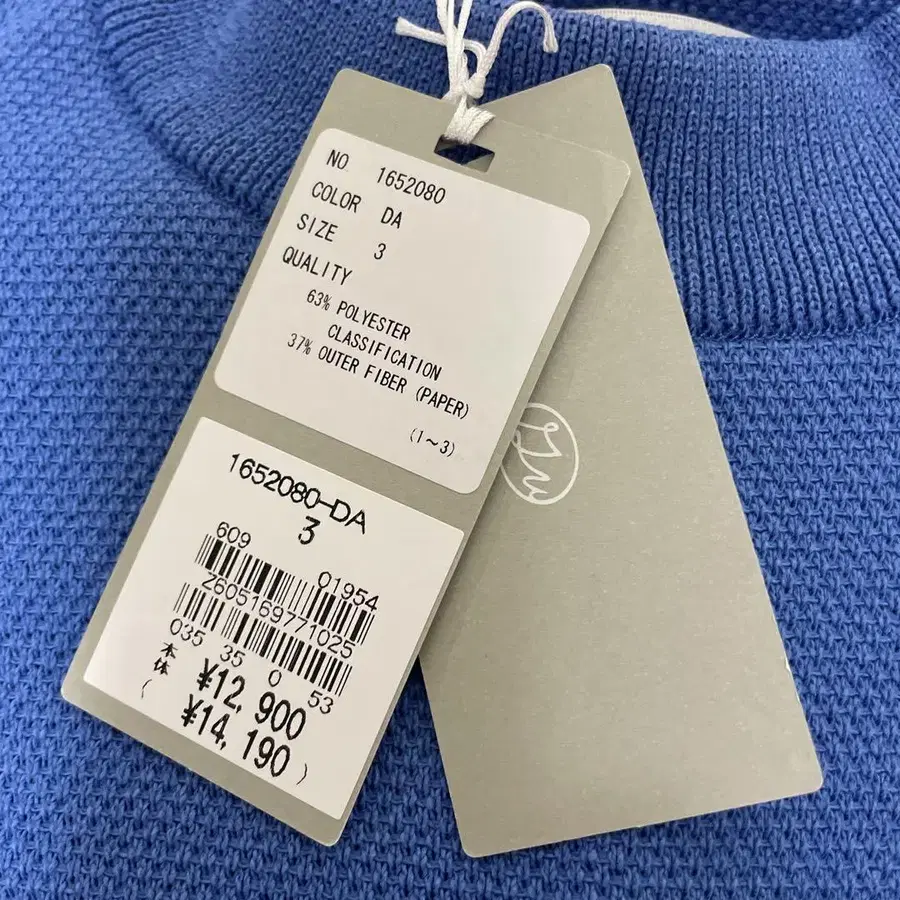 NO 1652080
COLOR DA
SIZE 3
QUALITY
63% POLYESTER
CLASSIFICATION
37% OUTER FIBER (PAPER)
(1～3)
1652080-DA
3
609 01954
2605169771025
035 35 0 53
本体 ¥12,900
( ¥14,190 )